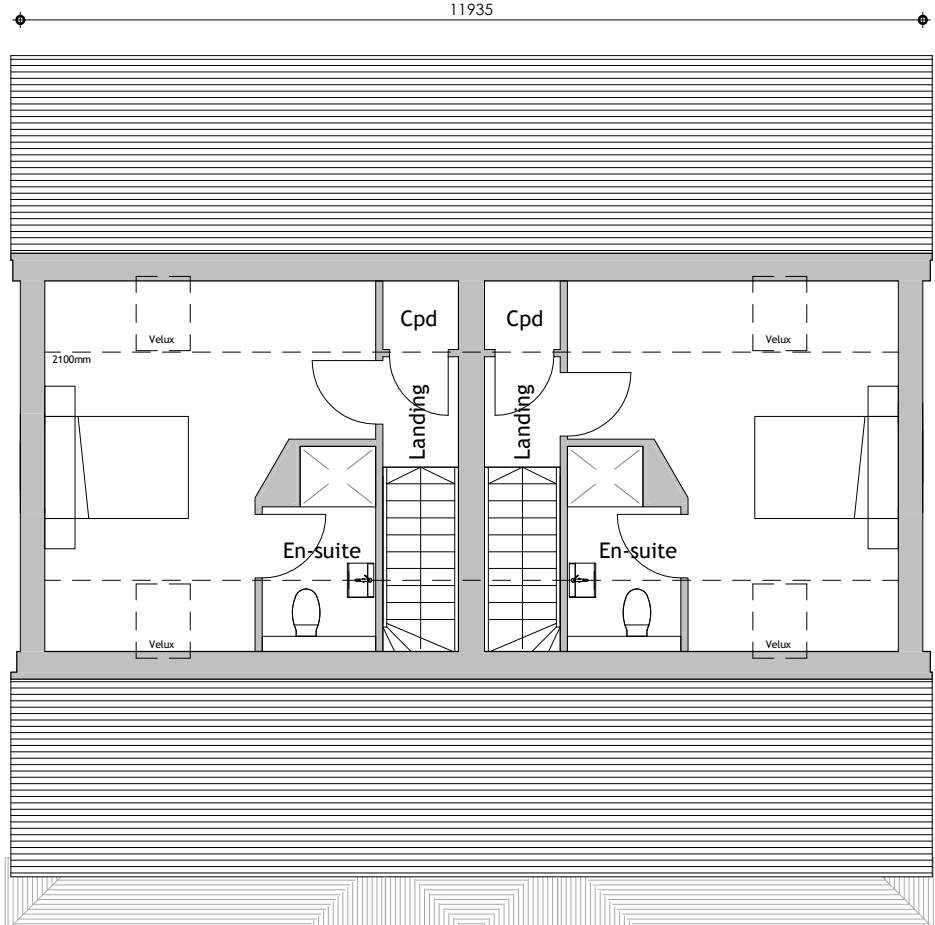 11935
Cpd
Cpd
Velux
Velux
2100mm
Landing
Landing
En-suite
En-suite
Velux
Velux